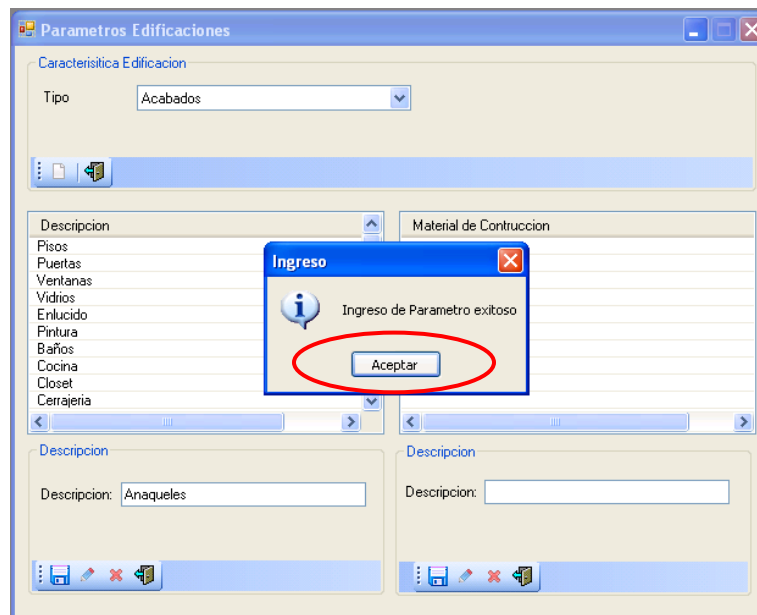 Parametros Edificaciones
Caracterisitica Edificacion
Tipo
Acabados
Descripcion
Pisos
Puertas
Ventanas
Vidrios
Enlucido
Pintura
Baños
Cocina
Closet
Cerrajeria
Material de Contruccion
Ingreso
Ingreso de Parametro exitoso
Aceptar
Descripcion
Descripcion: Anaqueles
Descripcion
Descripcion: